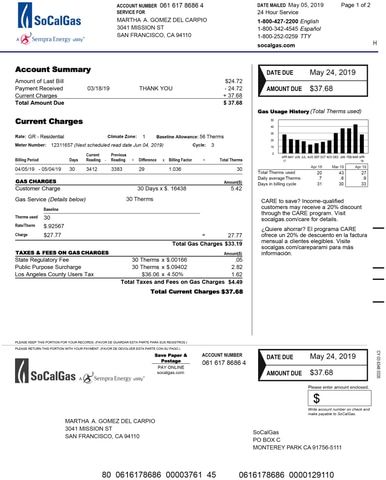 SoCalGas
A Sempra Energy utility
ACCOUNT NUMBER 061 617 8686 4
SERVICE FOR
MARTHA A. GOMEZ DEL CARPIO
3041 MISSION ST
SAN FRANCISCO, CA 94110
DATE MAILED May 05, 2019 Page 1 of 2
24 Hour Service
1-800-427-2200 English
1-800-342-4545 Español
1-800-252-0259 TTY
socalgas.com
H
Account Summary
Amount of Last Bill $24.72
Payment Received 03/18/19 THANK YOU - 24.72
Current Charges + 37.68
Total Amount Due $ 37.68
DATE DUE May 24, 2019
AMOUNT DUE $37.68
Current Charges
Rate: GR - Residential Climate Zone: 1 Baseline Allowance: 56 Therms
Meter Number: 12311657 (Next scheduled read date Jun 04, 2019) Cycle: 3
Billing Period Days Current Reading - Previous Reading = Difference x Billing Factor = Total Therms
04/05/19 - 05/04/19 30 3412 3383 29 1.036 30
GAS CHARGES Amount($)
Customer Charge 30 Days x $. 16438 5.42
Gas Service (Details below) 30 Therms
Baseline
Therms used 30
Rate/Therm $.92567
Charge $27.77 = 27.77
Total Gas Charges $33.19
TAXES & FEES ON GAS CHARGES Amount($)
State Regulatory Fee 30 Therms x $.00166 .05
Public Purpose Surcharge 30 Therms x $.09402 2.82
Los Angeles County Users Tax $36.06 x 4.50% 1.62
Total Taxes and Fees on Gas Charges $4.49
Total Current Charges $37.68
Gas Usage History (Total Therms used)
Total Therms used 20 43 27
Daily average Therms
Days in billing cycle 31 30 33
CARE to save? Income-qualified
customers may receive a 20% discount
through the CARE program. Visit
socalgas.com/care for details.
¿Quiere ahorrar? El programa CARE
ofrece un 20% de descuento en la factura
mensual a clientes elegibles. Visite
socalgas.com/careparami para más
información.
PLEASE KEEP THIS PORTION FOR YOUR RECORDS. (FAVOR DE GUARDAR ESTA PARTE PARA SUS REGISTROS.)
PLEASE RETURN THIS PORTION WITH YOUR PAYMENT. (FAVOR DE DEVOLVER ESTA PARTE CON SU PAGO.)
SoCalGas
A Sempra Energy utility
Save Paper &
Postage
PAY ONLINE
socalgas.com
ACCOUNT NUMBER
061 617 8686 4
DATE DUE May 24, 2019
AMOUNT DUE $37.68
Please enter amount enclosed.
$
Write account number on check and
make payable to SoCalGas.
MARTHA A. GOMEZ DEL CARPIO
3041 MISSION ST
SAN FRANCISCO, CA 94110
SoCalGas
PO BOX C
MONTEREY PARK CA 91756-5111
80 0616178686 00003761 45 0616178686 0000129110